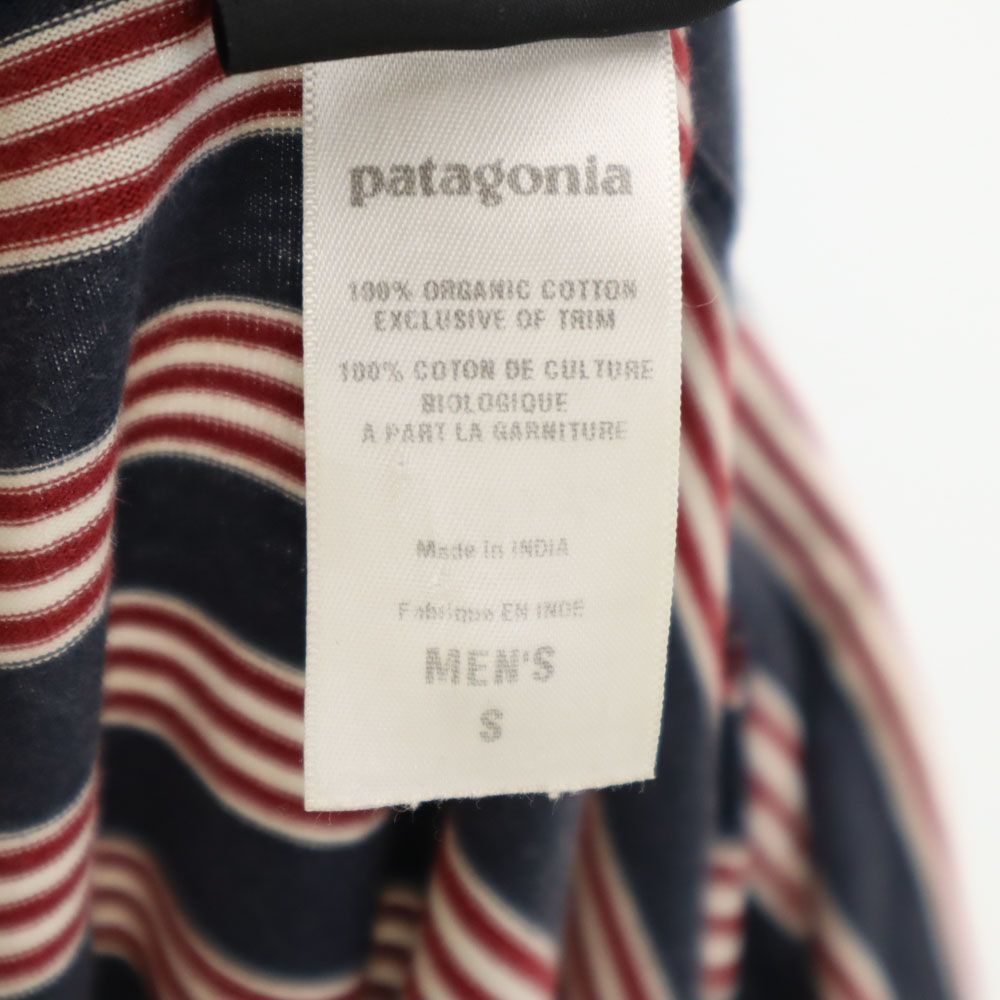 patagonia
100% ORGANIC COTTON
EXCLUSIVE OF TRIM
100% COTON DE CULTURE
BIOLOGIQUE
A PART LA GARNITURE
Made in INDIA
Fabrique EN INDE
MEN'S
S